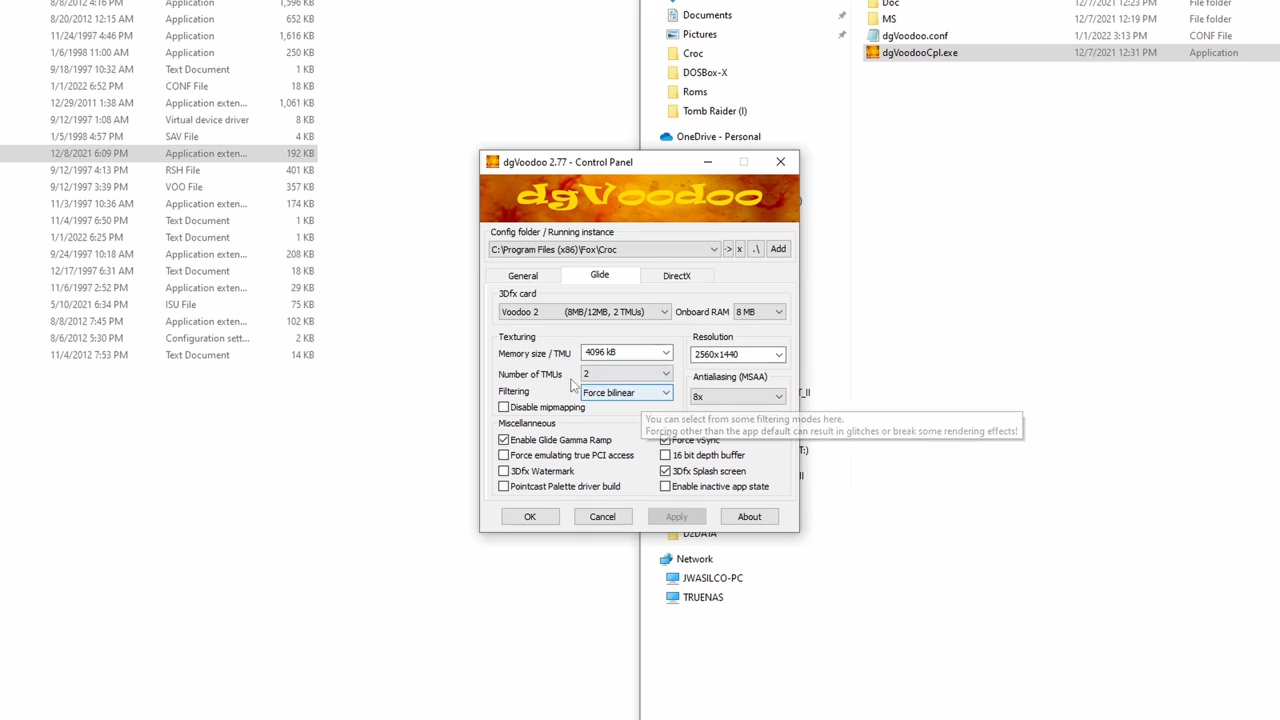 8/8/2012 4:16 PM Application exten... 1,596 KB
8/8/2012 12:15 AM Application exten... 652 KB
11/24/1997 4:46 PM Application exten... 1,616 KB
1/6/1998 11:00 AM Application 250 KB
9/18/1997 10:32 AM Text Document 1 KB
1/1/2022 6:52 PM CONF File 18 KB
12/29/2011 1:38 AM Application exten... 1,061 KB
9/12/1997 1:08 AM Virtual device driver 8 KB
1/5/1998 4:57 PM SAV File 4 KB
12/8/2021 6:09 PM Application exten... 192 KB
9/12/1997 4:13 PM RSH File 401 KB
9/12/1997 3:39 PM VOO File 357 KB
11/3/1997 10:36 AM Application exten... 174 KB
11/4/1997 6:50 PM Text Document 1 KB
1/1/2022 6:25 PM Text Document 1 KB
9/24/1997 10:18 AM Application exten... 208 KB
12/17/1997 6:31 AM Text Document 18 KB
11/6/1997 2:52 PM Application exten... 29 KB
5/10/2021 6:34 PM ISU File 75 KB
8/8/2012 7:45 PM Application exten... 102 KB
8/6/2012 5:30 PM Configuration sett... 2 KB
11/4/2012 7:53 PM Text Document 14 KB
Documents
Pictures
Croc
DOSBox-X
Roms
Tomb Raider (I)
OneDrive - Personal
Doc 12/7/2021 12:23 PM File folder
MS 12/7/2021 12:19 PM File folder
dgVoodoo.conf 1/1/2022 3:13 PM CONF File
dgVoodooCpl.exe 12/7/2021 12:31 PM Application
dgVoodoo 2.77 - Control Panel
dgVoodoo
Config folder / Running instance
C:\Program Files (x86)\Fox\Croc -> x .\ Add
General Glide DirectX
3Dfx card
Voodoo 2 (8MB/12MB, 2 TMUs) Onboard RAM 8 MB
Texturing Resolution
Memory size / TMU 4096 kB 2560x1440
Number of TMUs 2 Antialiasing (MSAA)
Filtering Force bilinear 8x
Disable mipmapping
You can select from some filtering modes here.
Forcing other than the app default can result in glitches or break some rendering effects!
Miscellaneous
Enable Glide Gamma Ramp Force vSync
Force emulating true PCI access 16 bit depth buffer
3Dfx Watermark 3Dfx Splash screen
Pointcast Palette driver build Enable inactive app state
OK Cancel Apply About
D2DATA
Network
JWASILCO-PC
TRUENAS